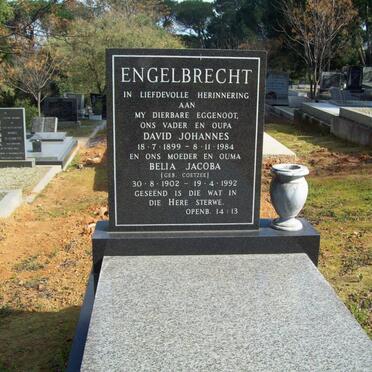 ENGELBRECHT
IN LIEFDEVOLLE HERINNERING
AAN
MY DIERBARE EGGENOOT,
ONS VADER EN OUPA
DAVID JOHANNES
18·7·1899 - 8·11·1984
EN ONS MOEDER EN OUMA
BELIA JACOBA
[GEB. COETZEE]
30·8·1902 - 19·4·1992
GESEEND IS DIE WAT IN
DIE HERE STERWE.
OPENB. 14:13